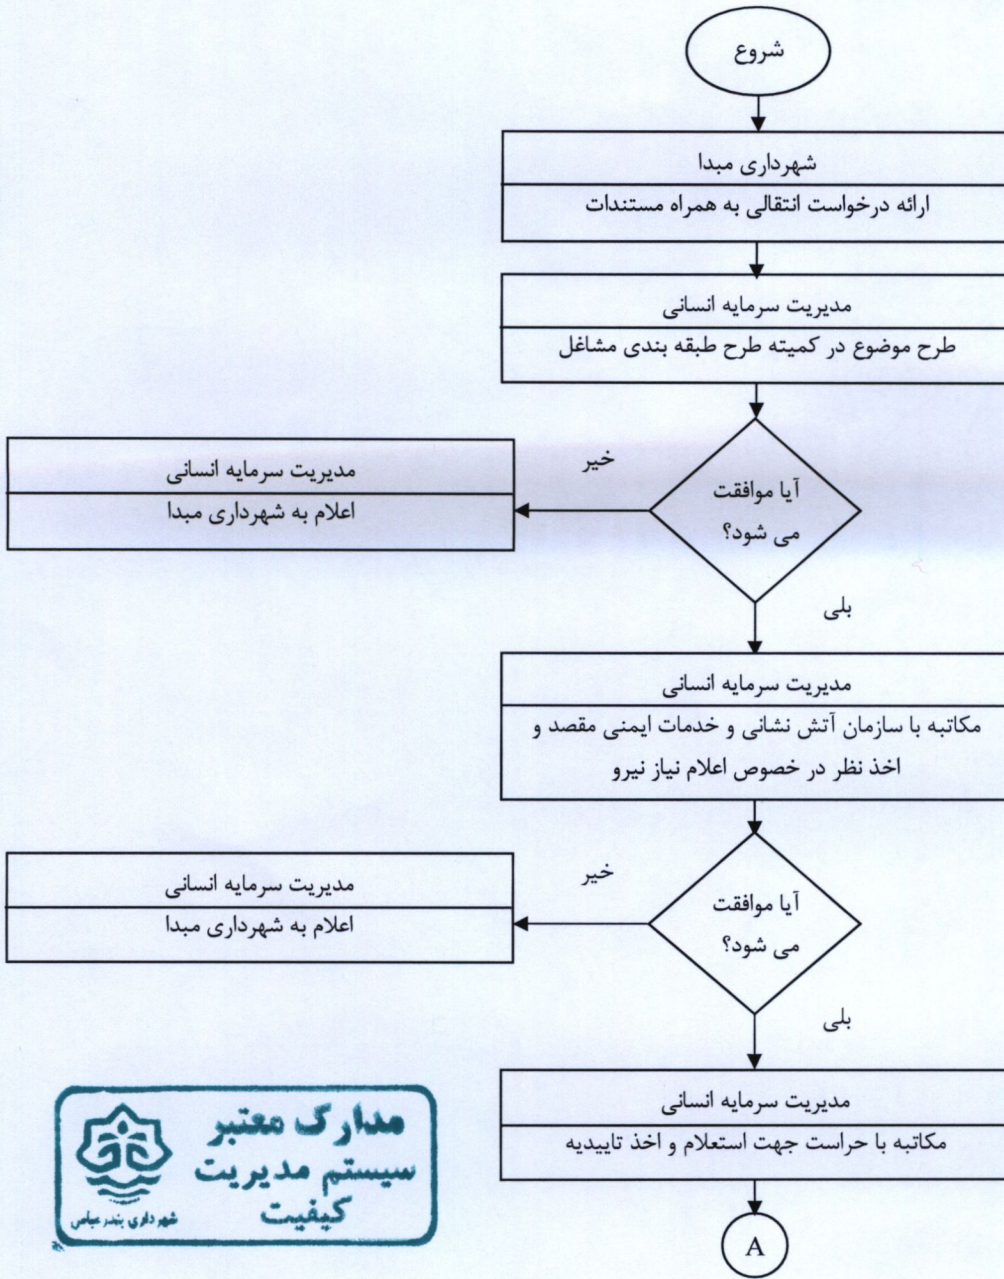 شروع
شهرداری مبدا
ارائه درخواست انتقالی به همراه مستندات
مدیریت سرمایه انسانی
طرح موضوع در کمیته طرح طبقه بندی مشاغل
آیا موافقت
می شود؟
خیر
مدیریت سرمایه انسانی
اعلام به شهرداری مبدا
بلی
مدیریت سرمایه انسانی
مکاتبه با سازمان آتش نشانی و خدمات ایمنی مقصد و
اخذ نظر در خصوص اعلام نیاز نیرو
آیا موافقت
می شود؟
خیر
مدیریت سرمایه انسانی
اعلام به شهرداری مبدا
بلی
مدیریت سرمایه انسانی
مکاتبه با حراست جهت استعلام و اخذ تاییدیه
A
مدارک معتبر
سیستم مدیریت
کیفیت
شهرداری بندرعباس